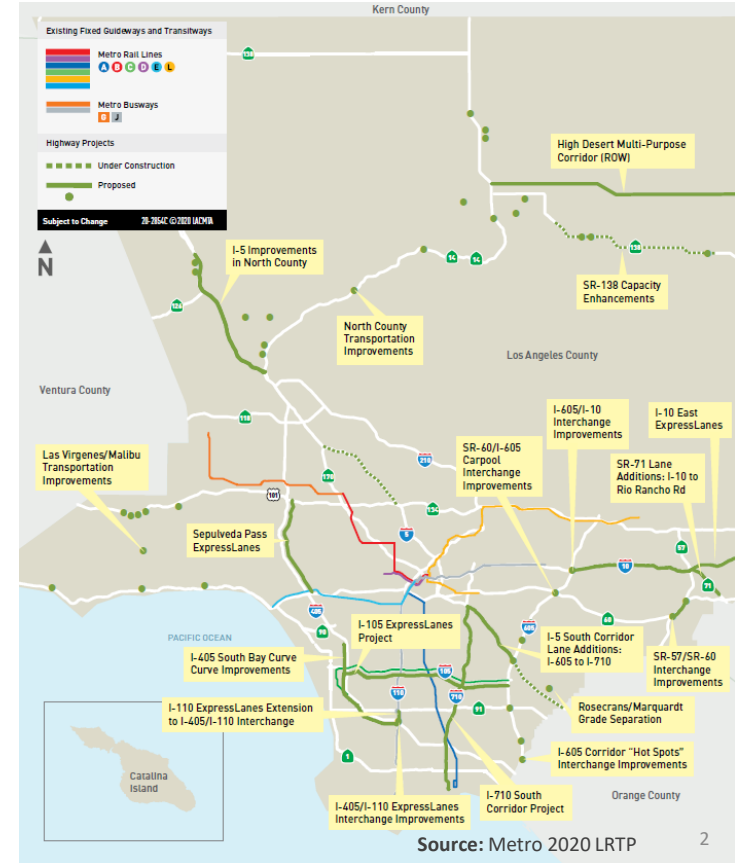 Kern County
Existing Fixed Guideways and Transitways
Metro Rail Lines
A B C D E L
Metro Busways
G J
Highway Projects
Under Construction
Proposed
Subject to Change 20-2854C ©2020 LACMTA
N
138
High Desert Multi-Purpose
Corridor (ROW)
I-5 Improvements
in North County
14 14
138
SR-138 Capacity
Enhancements
126
North County
Transportation
Improvements
Los Angeles County
Ventura County
118
I-605/I-10
Interchange
Improvements
I-10 East
ExpressLanes
Las Virgenes/Malibu
Transportation
Improvements
SR-60/I-605
Carpool
Interchange
Improvements
SR-71 Lane
Additions: I-10 to
Rio Rancho Rd
210
170
101
134
Sepulveda Pass
ExpressLanes
5
57
10
71
405
90
605
60
PACIFIC OCEAN
I-105 ExpressLanes
Project
I-5 South Corridor
Lane Additions:
I-605 to I-710
I-405 South Bay Curve
Curve Improvements
SR-57/SR-60
Interchange
Improvements
105
110
710
91
I-110 ExpressLanes Extension
to I-405/I-110 Interchange
Rosecrans/Marquardt
Grade Separation
1
I-605 Corridor "Hot Spots"
Interchange Improvements
Catalina
Island
I-405/I-110 ExpressLanes
Interchange Improvements
I-710 South
Corridor Project
Orange County
Source: Metro 2020 LRTP
2